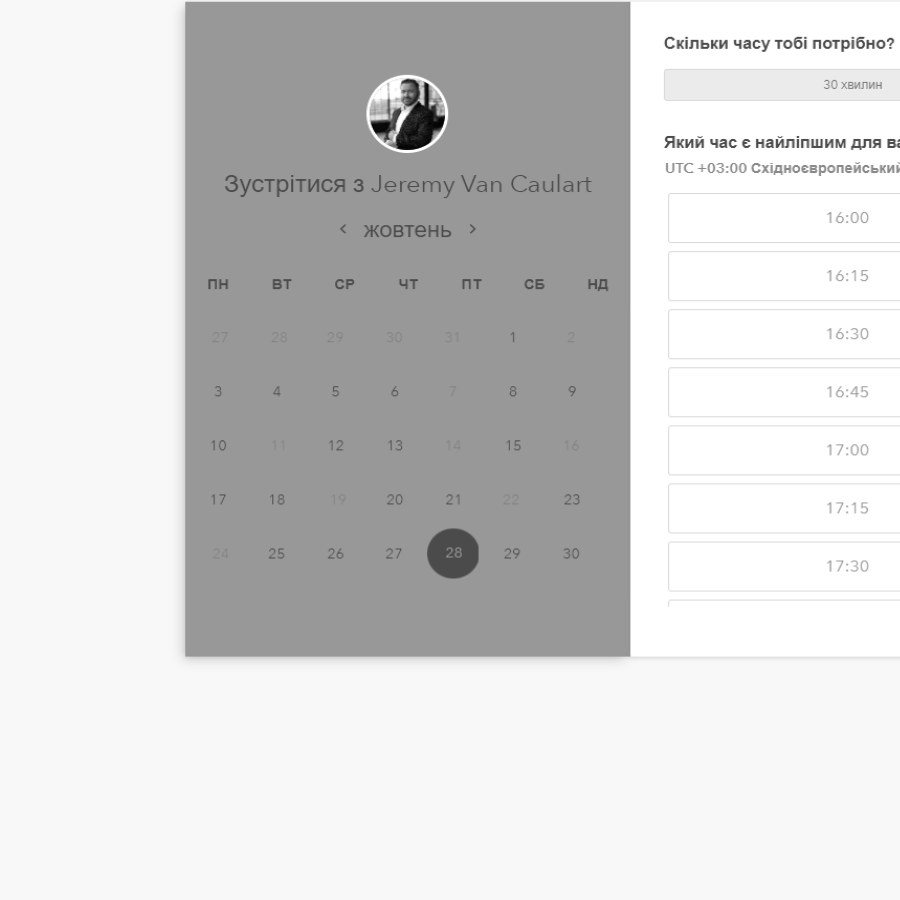 Зустрітися з Jeremy Van Caulart
жовтень
ПН ВТ СР ЧТ ПТ СБ НД
27 28 29 30 31 1 2
3 4 5 6 7 8 9
10 11 12 13 14 15 16
17 18 19 20 21 22 23
24 25 26 27 28 29 30
Скільки часу тобі потрібно?
30 хвилин
Який час є найліпшим для
UTC +03:00 Східноєвропейський
16:00
16:15
16:30
16:45
17:00
17:15
17:30